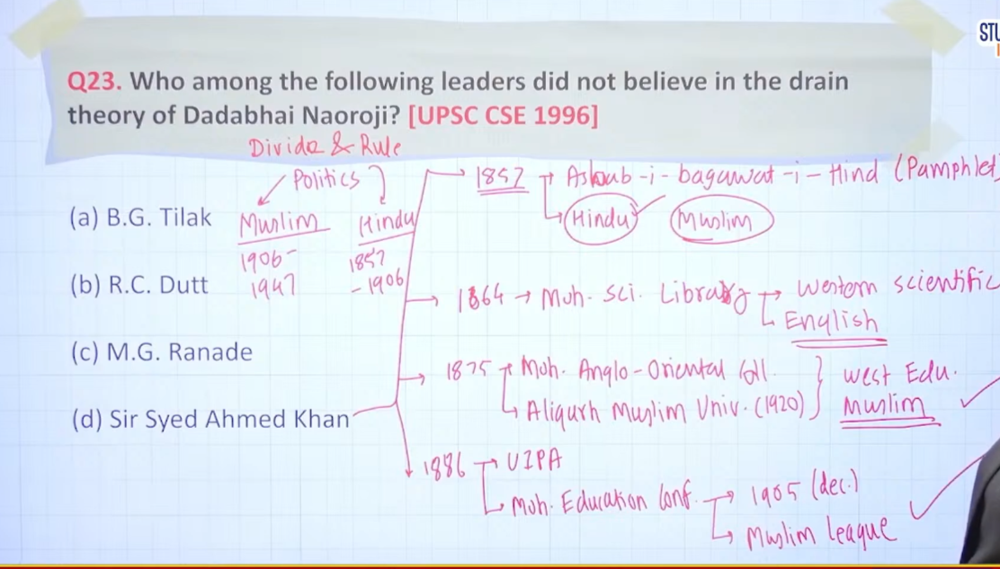 STU
Q23. Who among the following leaders did not believe in the drain
theory of Dadabhai Naoroji? [UPSC CSE 1996]
Divide & Rule
Politics
Muslim Hindu
1906- 1857
1947 - 1906
(a) B.G. Tilak
(b) R.C. Dutt
(c) M.G. Ranade
(d) Sir Syed Ahmed Khan
1857 → Asbab-i-bagawat-i-Hind (Pamphlet)
Hindu Muslim
1864 → Moh. Sci. Library → Western scientific
English
1875 → Moh. Anglo-Oriental Coll.
Aligarh Muslim Univ. (1920)
West Edu.
Muslim
1886 → UIPA
Moh. Education Conf. → 1905 (dec.)
Muslim league